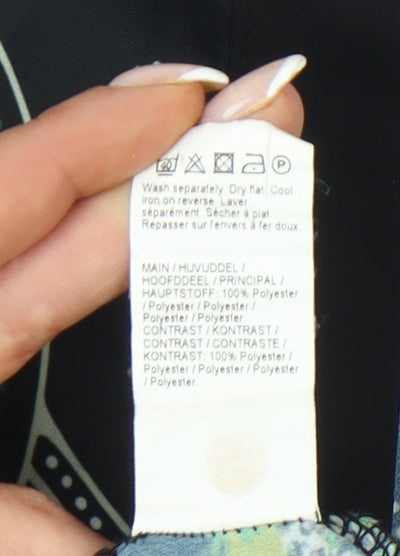 Wash separately. Dry flat. Cool
iron on reverse. Laver
séparément. Sécher à plat.
Repasser sur l'envers à fer doux.
MAIN / HUVUDDEL /
HOOFDDEEL / PRINCIPAL /
HAUPTSTOFF: 100% Polyester
/ Polyester / Polyester /
Polyester / Polyester
CONTRAST / KONTRAST /
CONTRAST / CONTRASTE /
KONTRAST: 100% Polyester /
Polyester / Polyester / Polyester
/ Polyester